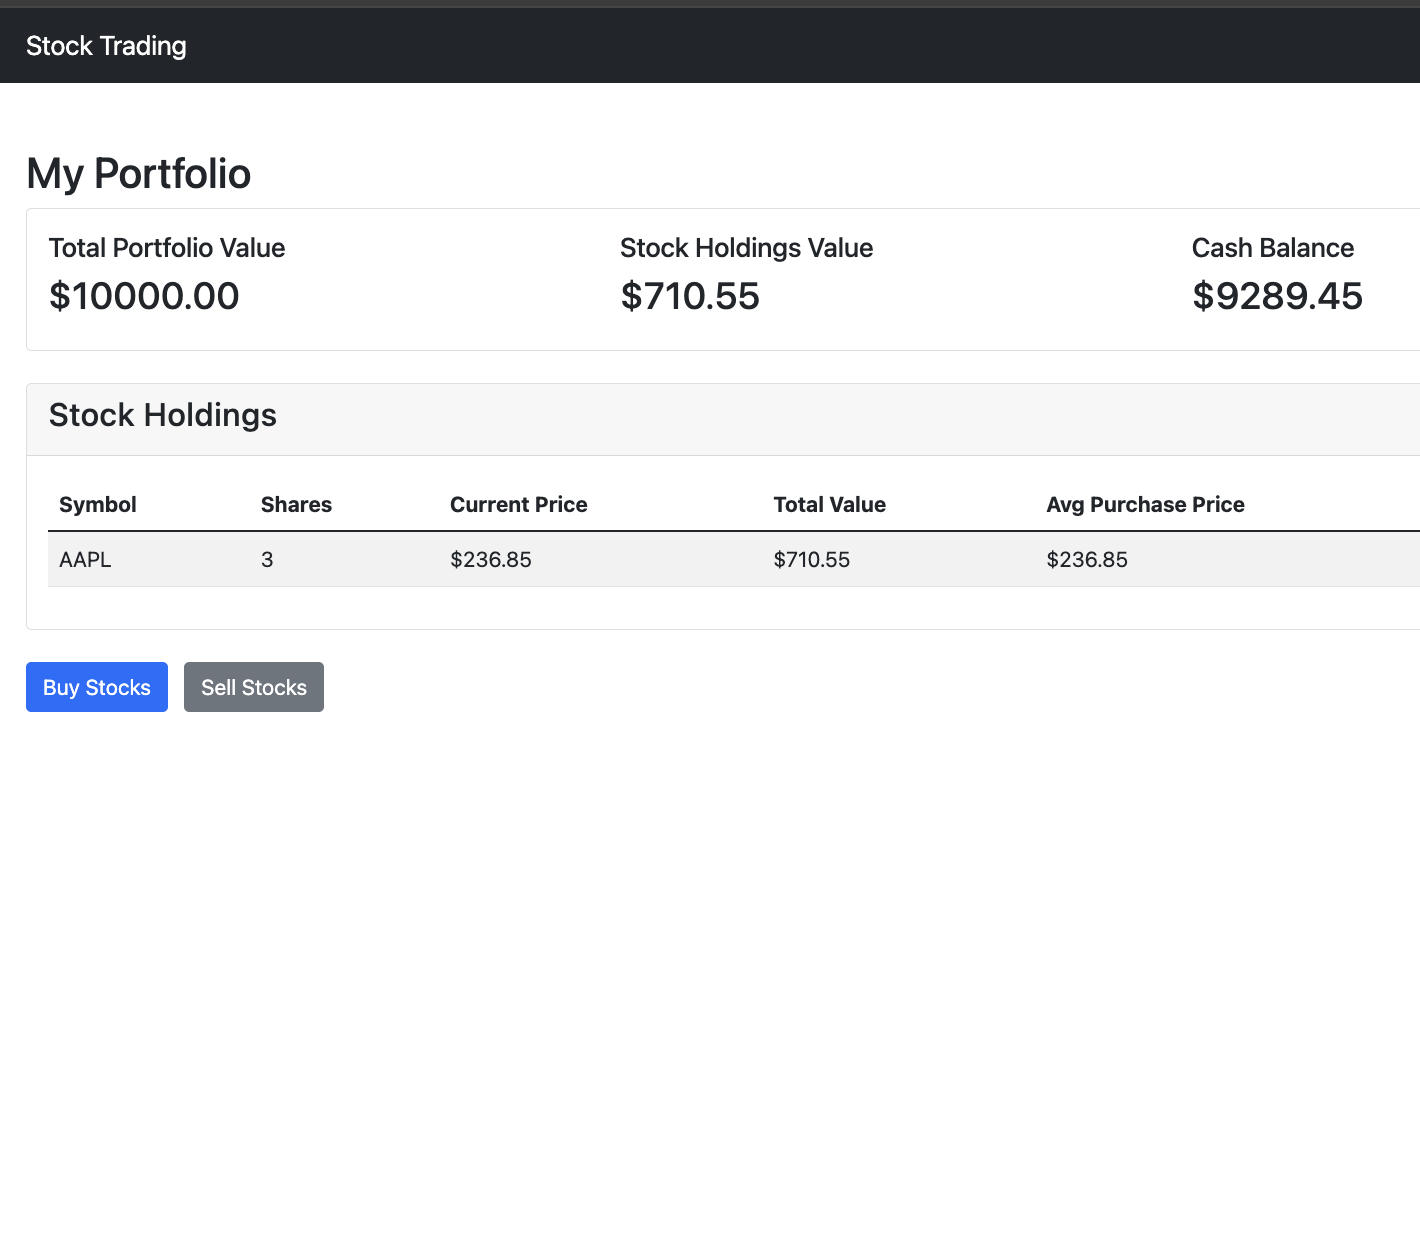 Stock Trading
My Portfolio
Total Portfolio Value Stock Holdings Value Cash Balance
$10000.00 $710.55 $9289.45
Stock Holdings
Symbol Shares Current Price Total Value Avg Purchase Price
AAPL 3 $236.85 $710.55 $236.85
Buy Stocks Sell Stocks